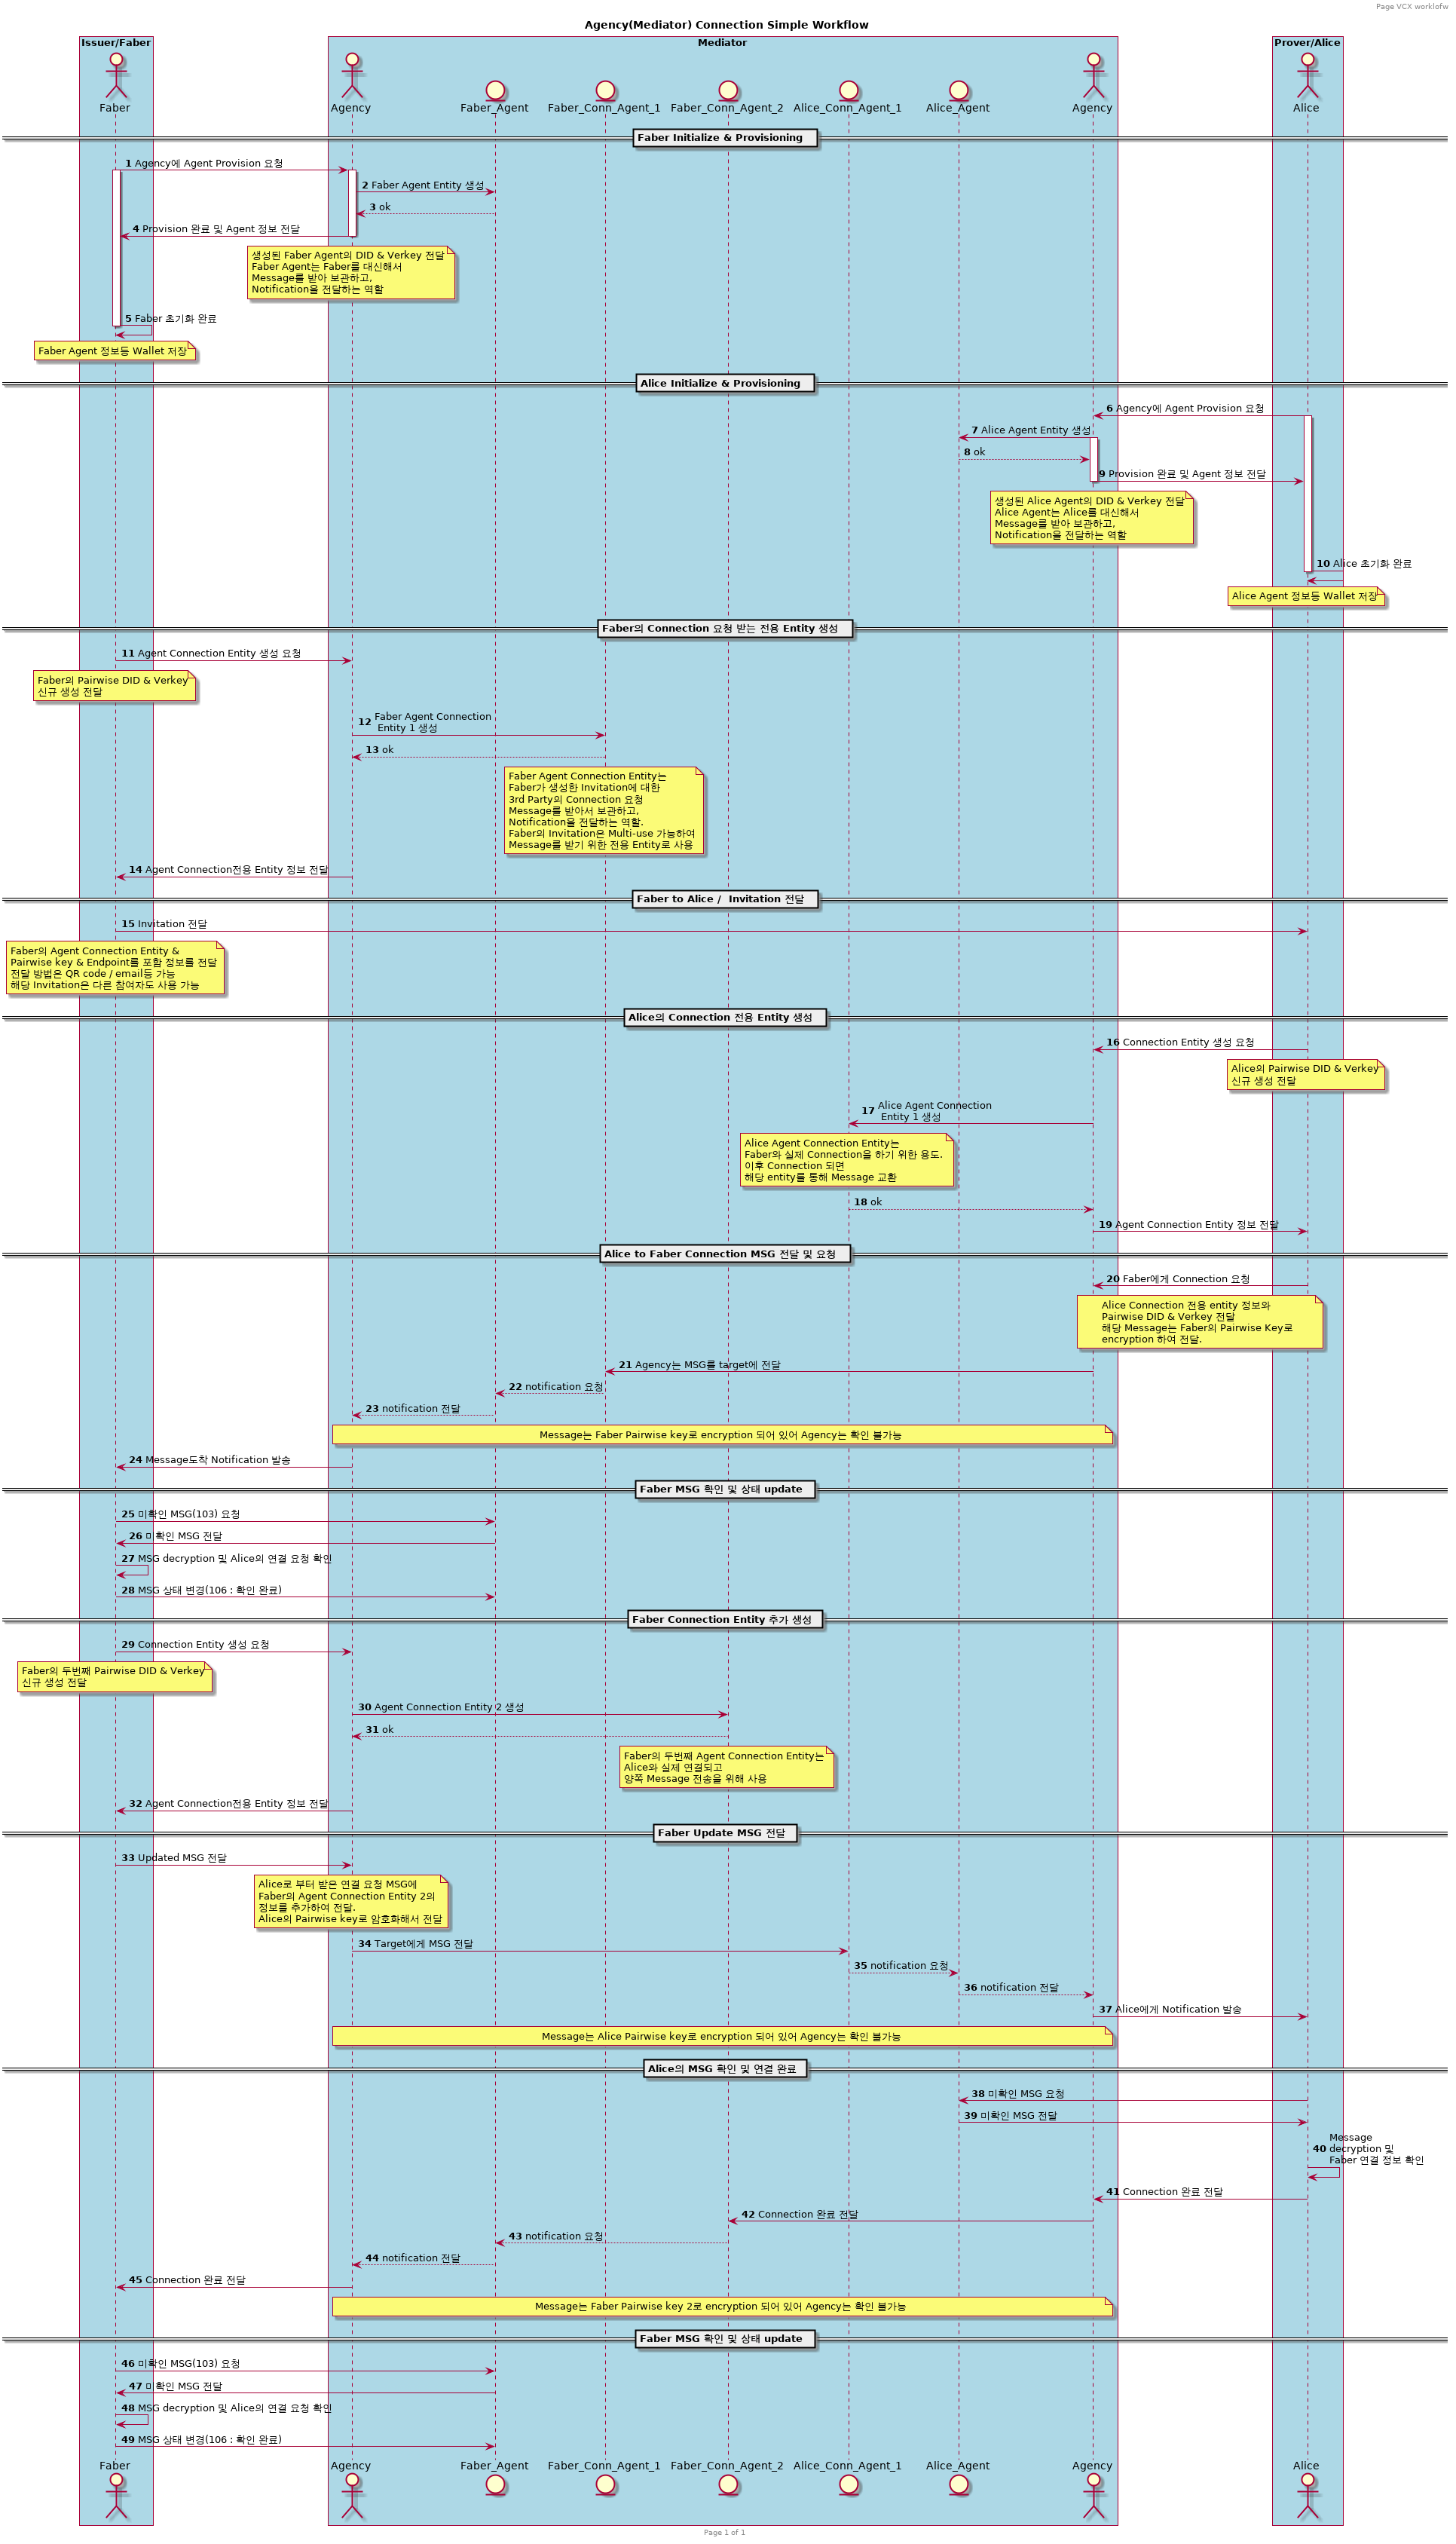 Page VCX worklofw
Agency(Mediator) Connection Simple Workflow
Issuer/Faber
Mediator
Prover/Alice
Faber
Agency
Faber_Agent
Faber_Conn_Agent_1
Faber_Conn_Agent_2
Alice_Conn_Agent_1
Alice_Agent
Agency
Alice
Faber Initialize & Provisioning
1 Agency에 Agent Provision 요청
2 Faber Agent Entity 생성
3 ok
4 Provision 완료 및 Agent 정보 전달
생성된 Faber Agent의 DID & Verkey 전달
Faber Agent는 Faber를 대신해서
Message를 받아 보관하고,
Notification을 전달하는 역할
5 Faber 초기화 완료
Faber Agent 정보등 Wallet 저장
Alice Initialize & Provisioning
6 Agency에 Agent Provision 요청
7 Alice Agent Entity 생성
8 ok
9 Provision 완료 및 Agent 정보 전달
생성된 Alice Agent의 DID & Verkey 전달
Alice Agent는 Alice를 대신해서
Message를 받아 보관하고,
Notification을 전달하는 역할
10 Alice 초기화 완료
Alice Agent 정보등 Wallet 저장
Faber의 Connection 요청 받는 전용 Entity 생성
11 Agent Connection Entity 생성 요청
Faber의 Pairwise DID & Verkey
신규 생성 전달
12 Faber Agent Connection
Entity 1 생성
13 ok
Faber Agent Connection Entity는
Faber가 생성한 Invitation에 대한
3rd Party의 Connection 요청
Message를 받아서 보관하고,
Notification을 전달하는 역할.
Faber의 Invitation은 Multi-use 가능하여
Message를 받기 위한 전용 Entity로 사용
14 Agent Connection전용 Entity 정보 전달
Faber to Alice /  Invitation 전달
15 Invitation 전달
Faber의 Agent Connection Entity &
Pairwise key & Endpoint를 포함 정보를 전달
전달 방법은 QR code / email등 가능
해당 Invitation은 다른 참여자도 사용 가능
Alice의 Connection 전용 Entity 생성
16 Connection Entity 생성 요청
Alice의 Pairwise DID & Verkey
신규 생성 전달
17 Alice Agent Connection
Entity 1 생성
Alice Agent Connection Entity는
Faber와 실제 Connection을 하기 위한 용도.
이후 Connection 되면
해당 entity를 통해 Message 교환
18 ok
19 Agent Connection Entity 정보 전달
Alice to Faber Connection MSG 전달 및 요청
20 Faber에게 Connection 요청
Alice Connection 전용 entity 정보와
Pairwise DID & Verkey 전달
해당 Message는 Faber의 Pairwise Key로
encryption 하여 전달.
21 Agency는 MSG를 target에 전달
22 notification 요청
23 notification 전달
Message는 Faber Pairwise key로 encryption 되어 있어 Agency는 확인 불가능
24 Message도착 Notification 발송
Faber MSG 확인 및 상태 update
25 미확인 MSG(103) 요청
26 미확인 MSG 전달
27 MSG decryption 및 Alice의 연결 요청 확인
28 MSG 상태 변경(106 : 확인 완료)
Faber Connection Entity 추가 생성
29 Connection Entity 생성 요청
Faber의 두번째 Pairwise DID & Verkey
신규 생성 전달
30 Agent Connection Entity 2 생성
31 ok
Faber의 두번째 Agent Connection Entity는
Alice와 실제 연결되고
양쪽 Message 전송을 위해 사용
32 Agent Connection전용 Entity 정보 전달
Faber Update MSG 전달
33 Updated MSG 전달
Alice로 부터 받은 연결 요청 MSG에
Faber의 Agent Connection Entity 2의
정보를 추가하여 전달.
Alice의 Pairwise key로 암호화해서 전달
34 Target에게 MSG 전달
35 notification 요청
36 notification 전달
37 Alice에게 Notification 발송
Message는 Alice Pairwise key로 encryption 되어 있어 Agency는 확인 불가능
Alice의 MSG 확인 및 연결 완료
38 미확인 MSG 요청
39 미확인 MSG 전달
Message
40 decryption 및
Faber 연결 정보 확인
41 Connection 완료 전달
42 Connection 완료 전달
43 notification 요청
44 notification 전달
45 Connection 완료 전달
Message는 Faber Pairwise key 2로 encryption 되어 있어 Agency는 확인 불가능
Faber MSG 확인 및 상태 update
46 미확인 MSG(103) 요청
47 미확인 MSG 전달
48 MSG decryption 및 Alice의 연결 요청 확인
49 MSG 상태 변경(106 : 확인 완료)
Faber
Agency
Faber_Agent
Faber_Conn_Agent_1
Faber_Conn_Agent_2
Alice_Conn_Agent_1
Alice_Agent
Agency
Alice
Page 1 of 1